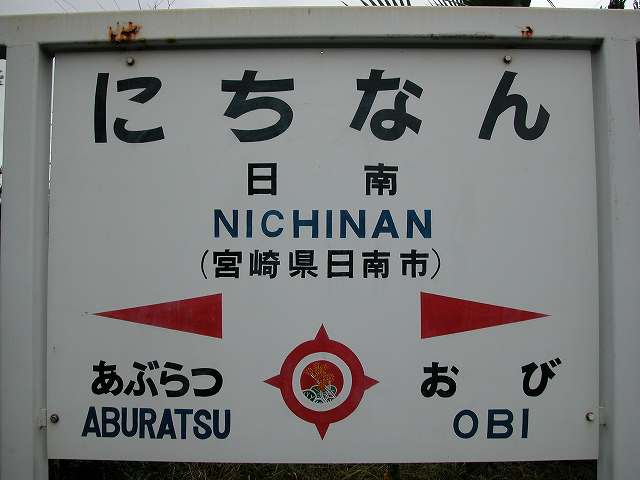 にちなん
日南
NICHINAN
(宮崎県日南市)
あぶらつ おび
ABURATSU OBI